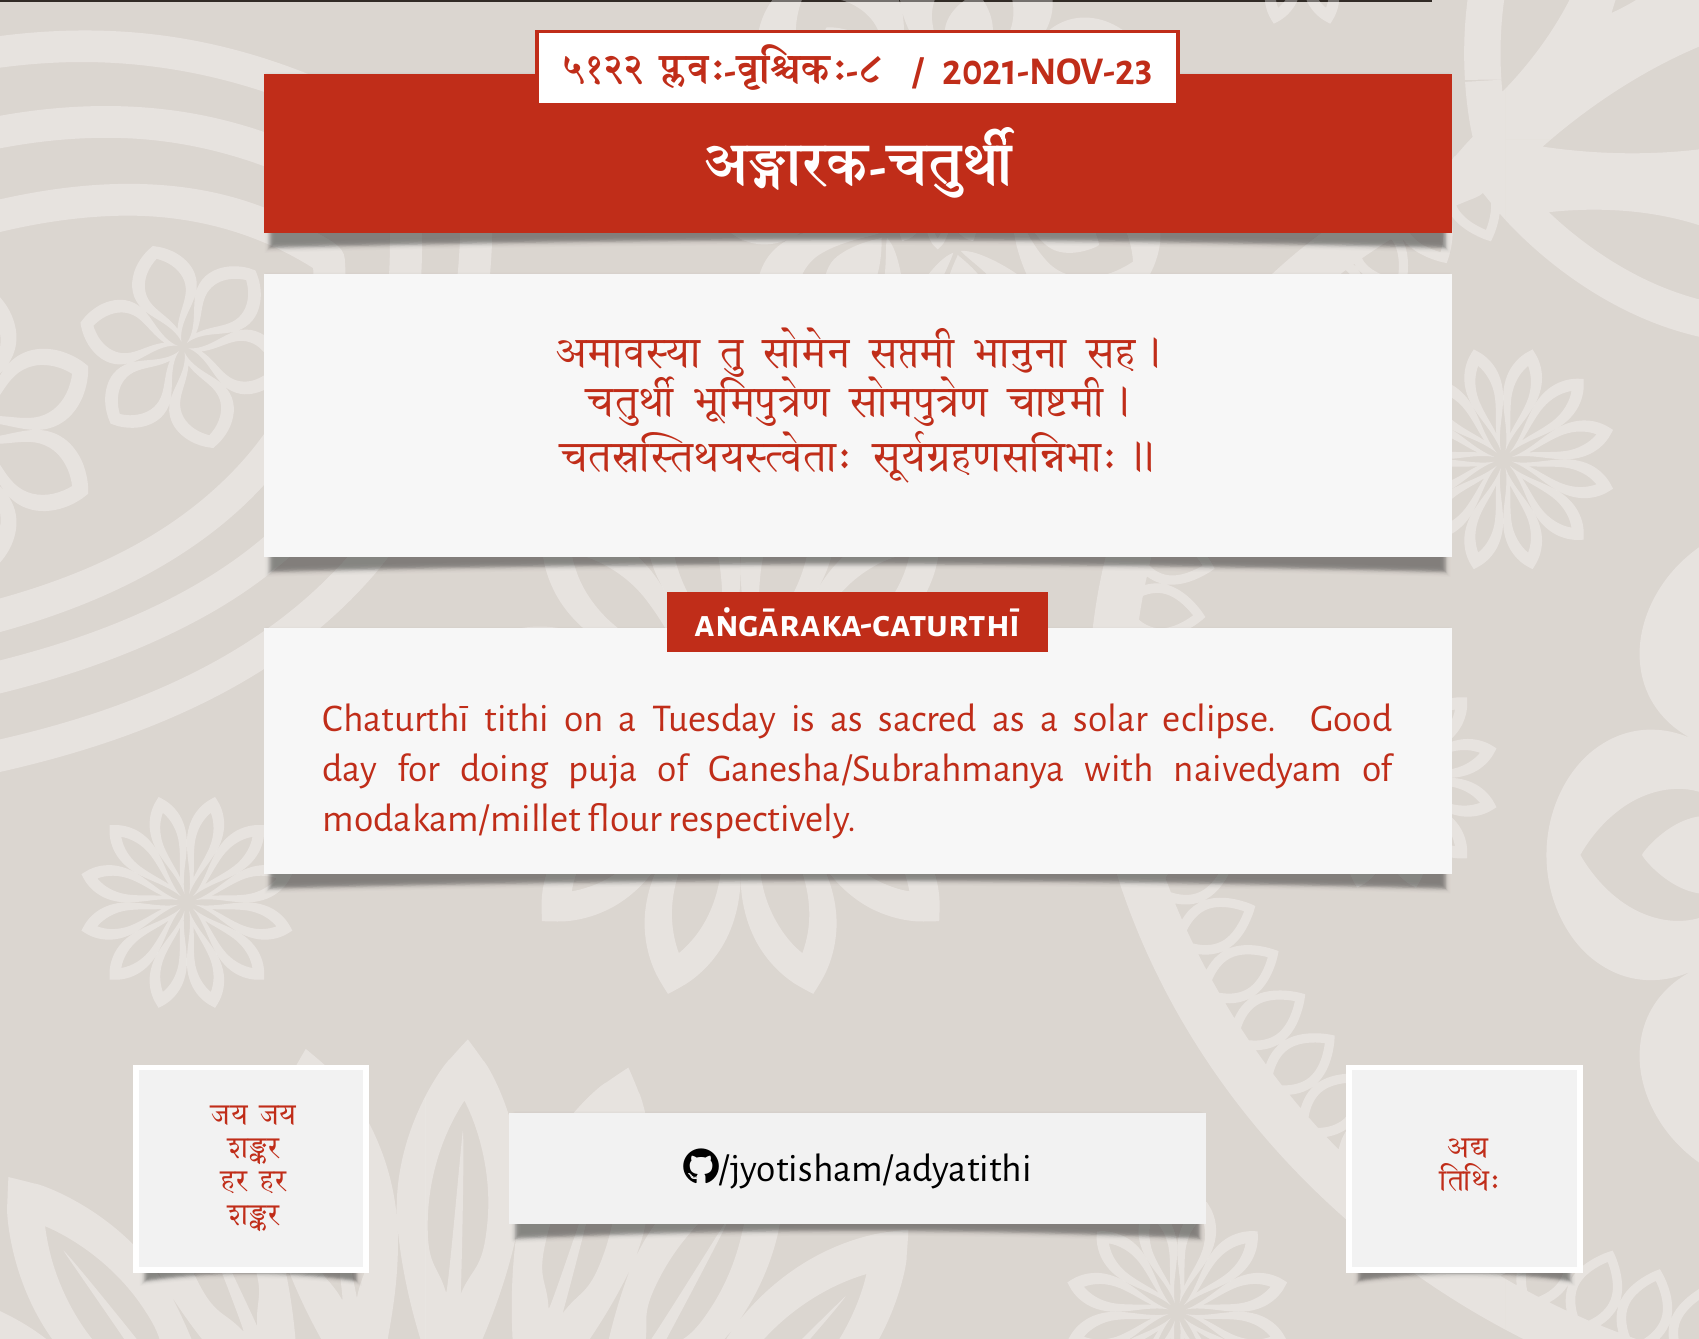 ५१२२ प्लवः-वृश्चिकः-८ / 2021-NOV-23
अङ्गारक-चतुर्थी
अमावस्या तु सोमेन सप्तमी भानुना सह।
चतुर्थी भूमिपुत्रेण सोमपुत्रेण चाष्टमी।
चतस्रस्तिथयस्त्वेताः सूर्यग्रहणसन्निभाः॥
AṄGĀRAKA-CATURTHĪ
Chaturthī tithi on a Tuesday is as sacred as a solar eclipse. Good
day for doing puja of Ganesha/Subrahmanya with naivedyam of
modakam/millet flour respectively.
जय जय
शङ्कर
हर हर
शङ्कर
/jyotisham/adyatithi
अद्य
तिथिः